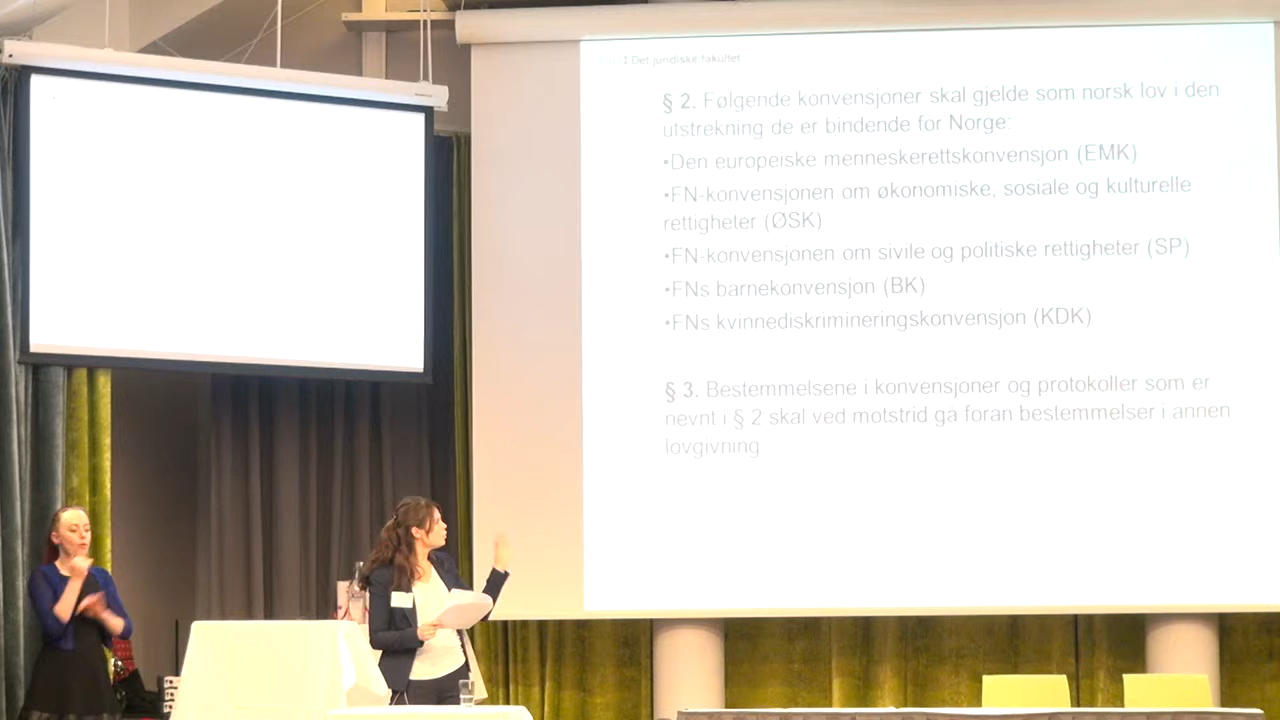 Det juridiske fakultet
§ 2. Følgende konvensjoner skal gjelde som norsk lov i den
utstrekning de er bindende for Norge:
•Den europeiske menneskerettskonvensjon (EMK)
•FN-konvensjonen om økonomiske, sosiale og kulturelle
rettigheter (ØSK)
•FN-konvensjonen om sivile og politiske rettigheter (SP)
•FNs barnekonvensjon (BK)
•FNs kvinnediskrimineringskonvensjon (KDK)
§ 3. Bestemmelsene i konvensjoner og protokoller som er
nevnt i § 2 skal ved motstrid gå foran bestemmelser i annen
lovgivning